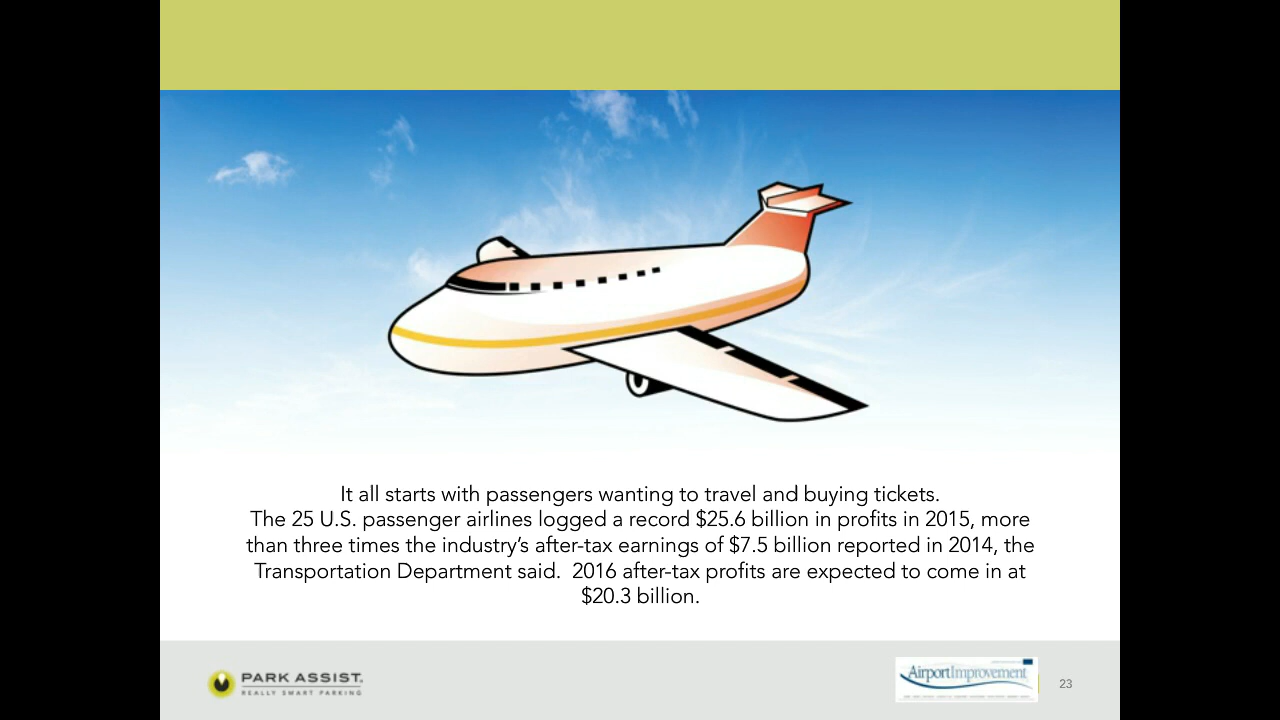 It all starts with passengers wanting to travel and buying tickets.
The 25 U.S. passenger airlines logged a record $25.6 billion in profits in 2015, more
than three times the industry’s after-tax earnings of $7.5 billion reported in 2014, the
Transportation Department said.  2016 after-tax profits are expected to come in at
$20.3 billion.
PARK ASSIST.
REALLY SMART PARKING
AirportImprovement
23